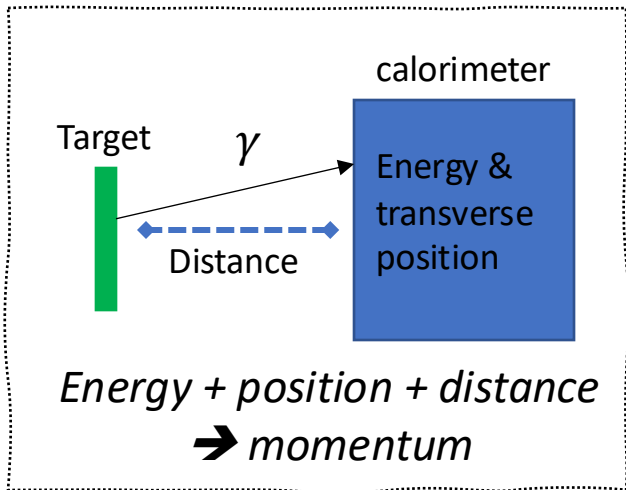 calorimeter
Target
γ
Energy &
transverse
position
Distance
Energy + position + distance
➔ momentum